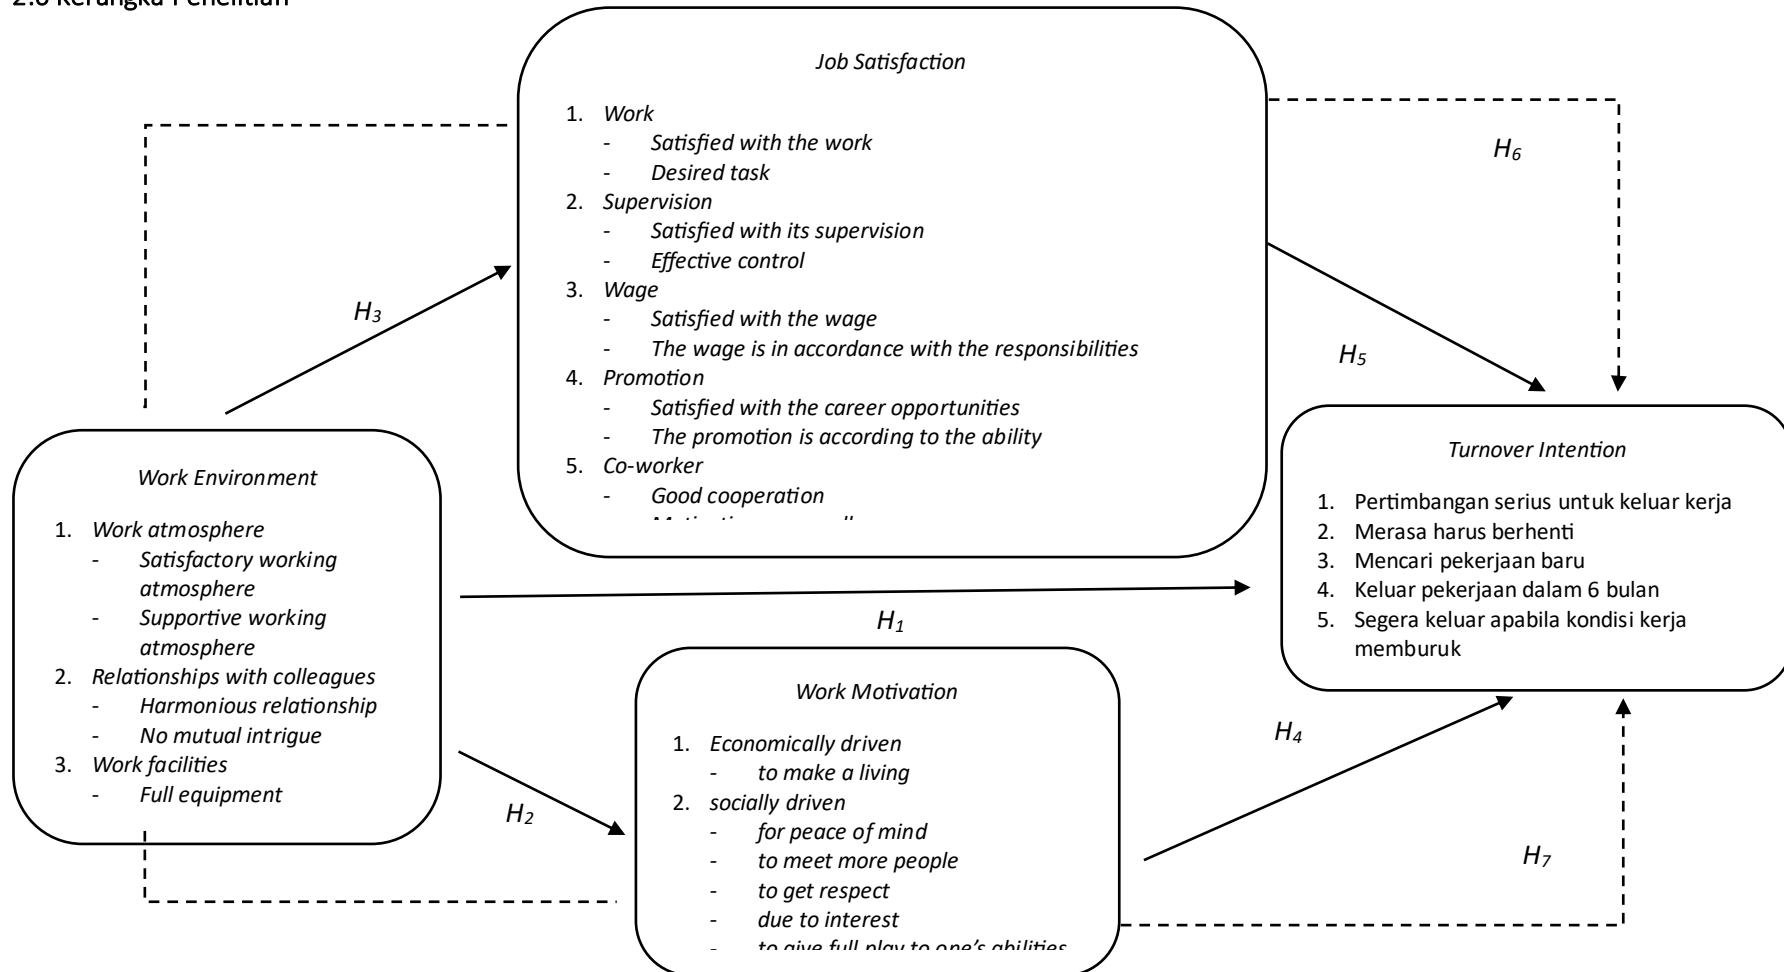 2.6 Kerangka Penelitian
Job Satisfaction
1. Work
- Satisfied with the work
- Desired task
2. Supervision
- Satisfied with its supervision
- Effective control
3. Wage
- Satisfied with the wage
- The wage is in accordance with the responsibilities
4. Promotion
- Satisfied with the career opportunities
- The promotion is according to the ability
5. Co-worker
- Good cooperation
H6
H3
H5
Work Environment
1. Work atmosphere
- Satisfactory working
atmosphere
- Supportive working
atmosphere
2. Relationships with colleagues
- Harmonious relationship
- No mutual intrigue
3. Work facilities
- Full equipment
Turnover Intention
1. Pertimbangan serius untuk keluar kerja
2. Merasa harus berhenti
3. Mencari pekerjaan baru
4. Keluar pekerjaan dalam 6 bulan
5. Segera keluar apabila kondisi kerja
memburuk
H1
Work Motivation
1. Economically driven
- to make a living
2. socially driven
- for peace of mind
- to meet more people
- to get respect
- due to interest
- to give full play to one’s abilities
H2
H4
H7